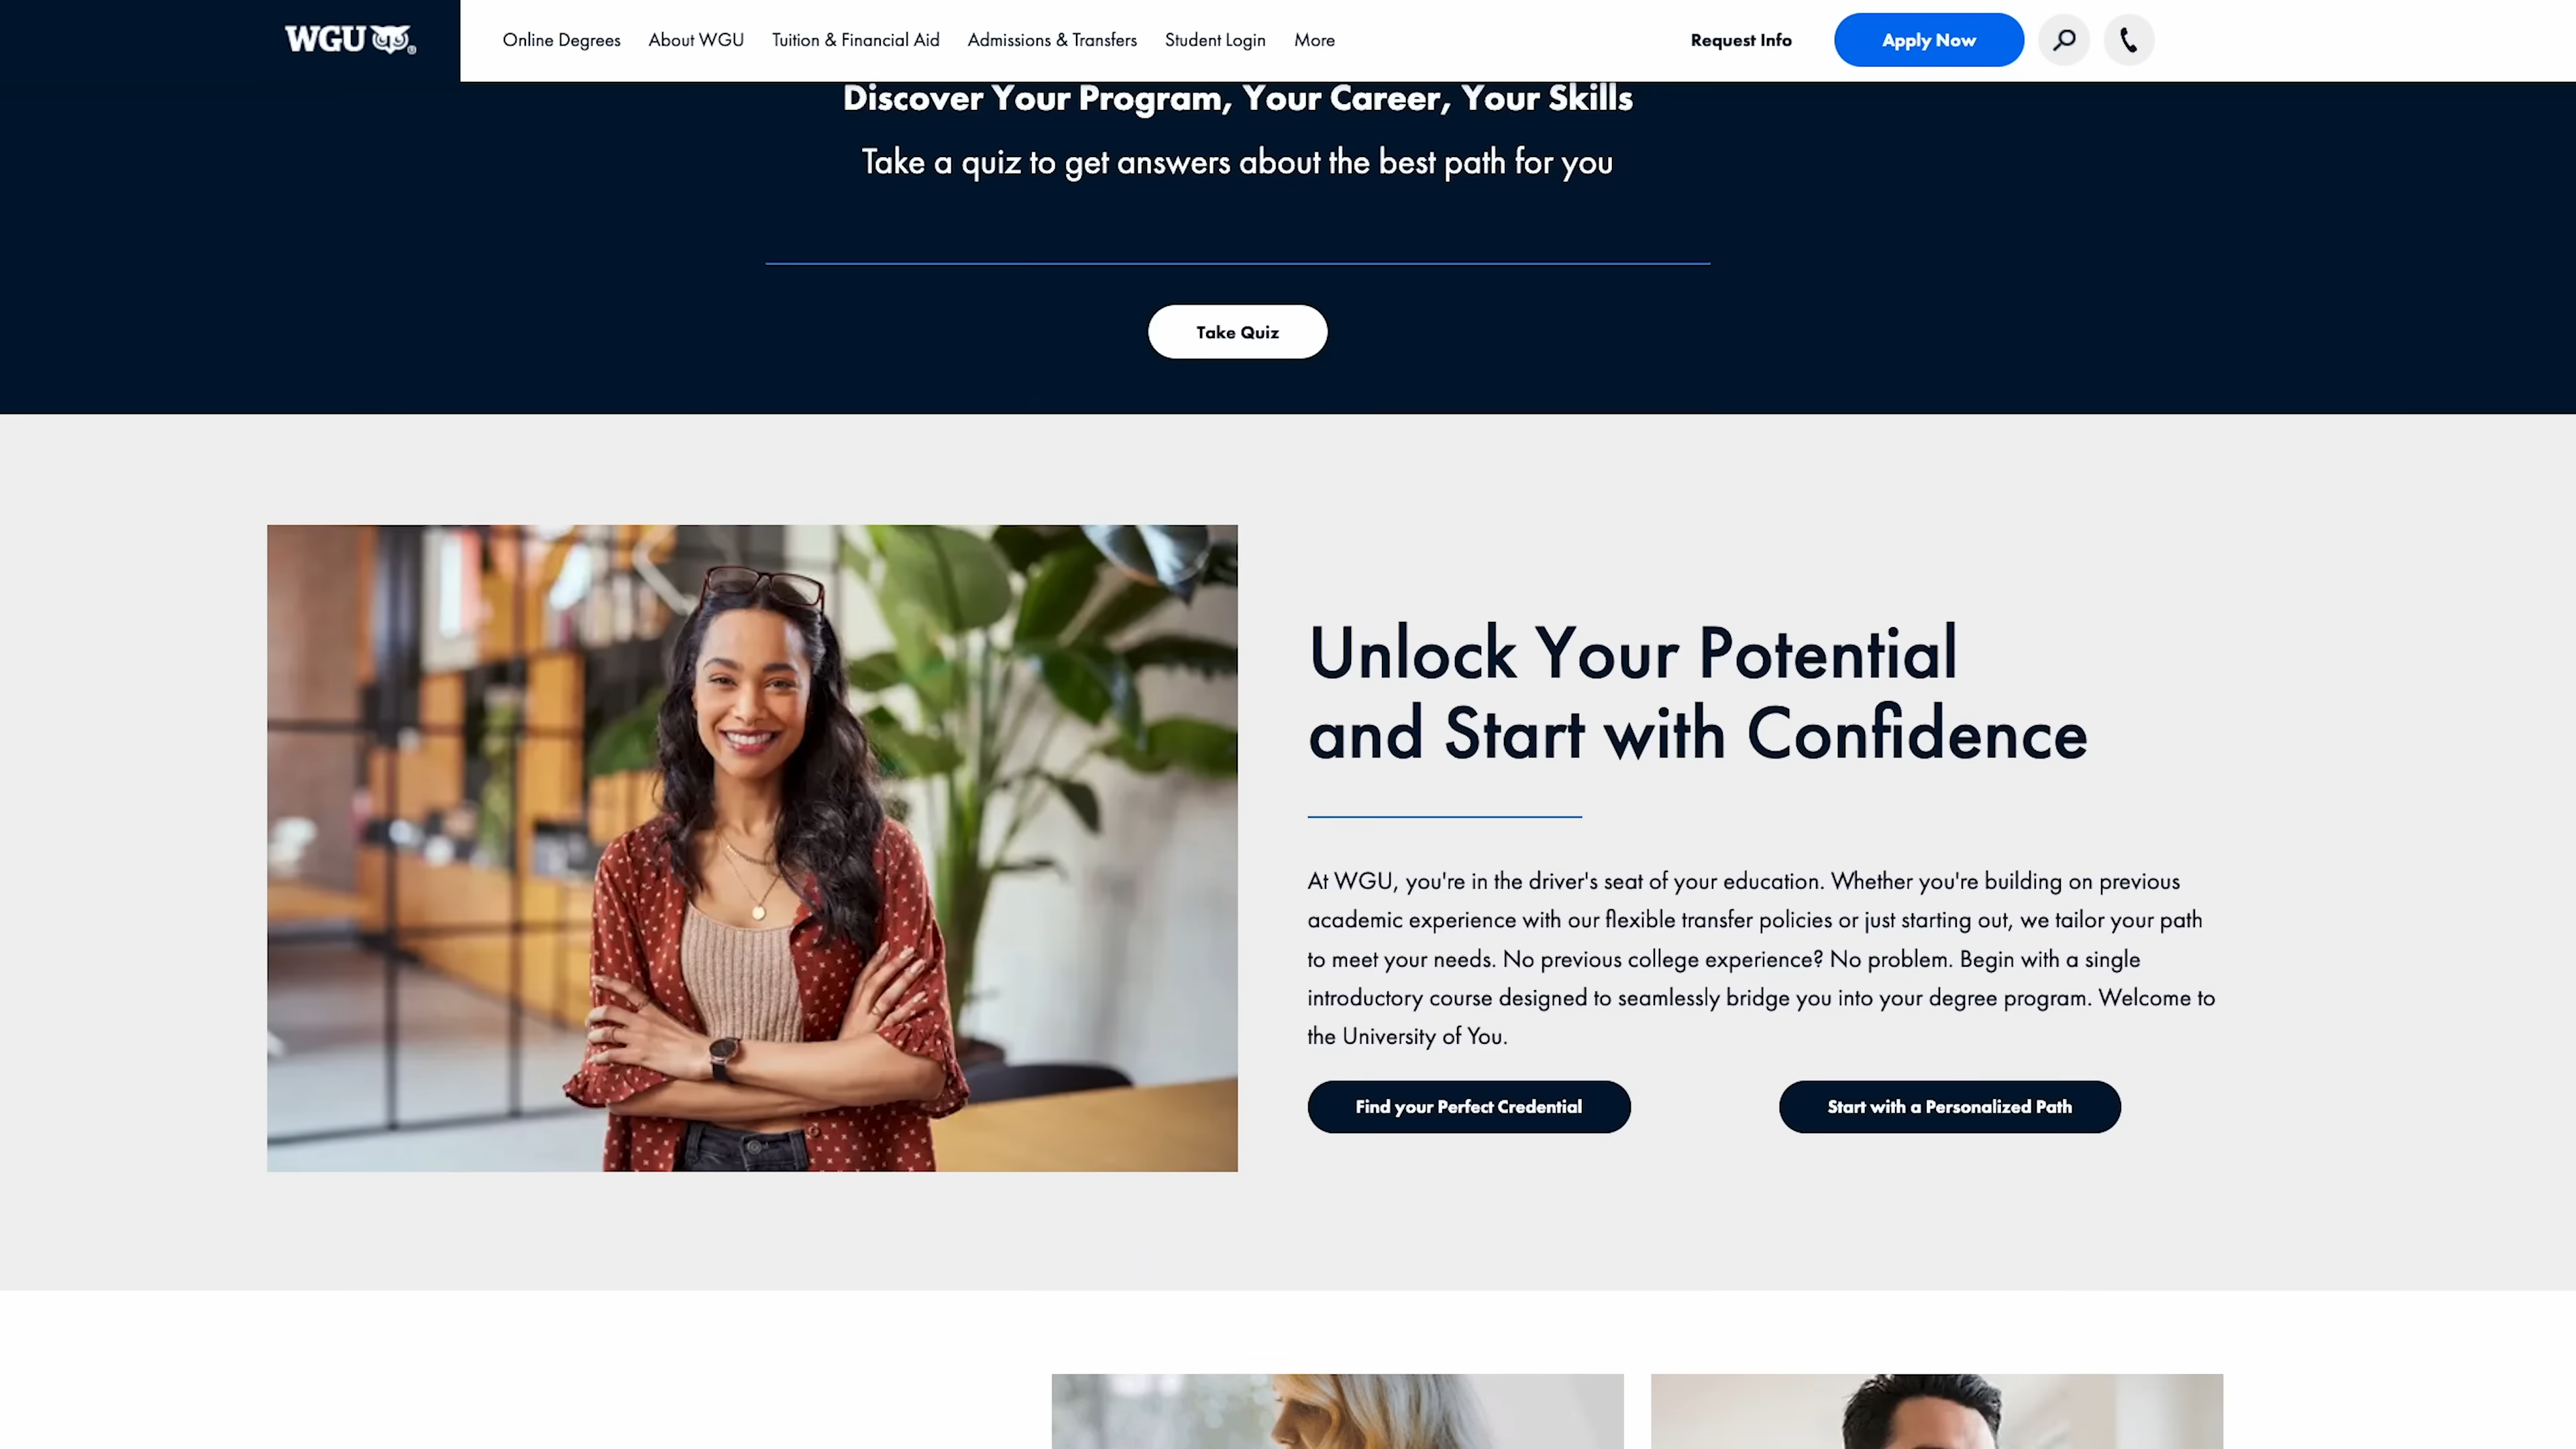 WGU
Online Degrees
About WGU
Tuition & Financial Aid
Admissions & Transfers
Student Login
More
Request Info
Apply Now
Discover Your Program, Your Career, Your Skills
Take a quiz to get answers about the best path for you
Take Quiz
Unlock Your Potential
and Start with Confidence
At WGU, you're in the driver's seat of your education. Whether you're building on previous
academic experience with our flexible transfer policies or just starting out, we tailor your path
to meet your needs. No previous college experience? No problem. Begin with a single
introductory course designed to seamlessly bridge you into your degree program. Welcome to
the University of You.
Find your Perfect Credential
Start with a Personalized Path